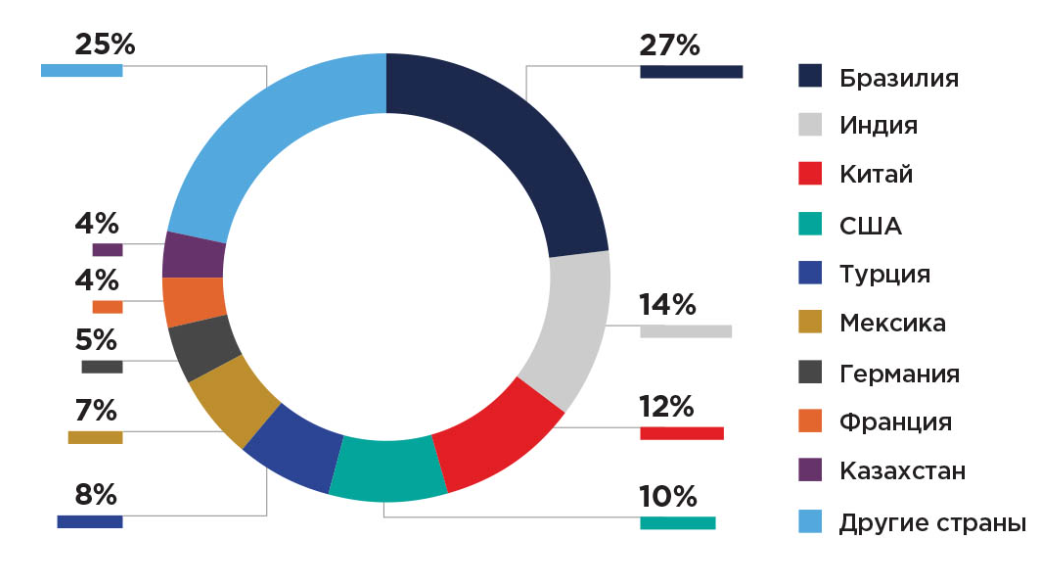 25%
27%
4%
4%
5%
7%
8%
14%
12%
10%
Бразилия
Индия
Китай
США
Турция
Мексика
Германия
Франция
Казахстан
Другие страны